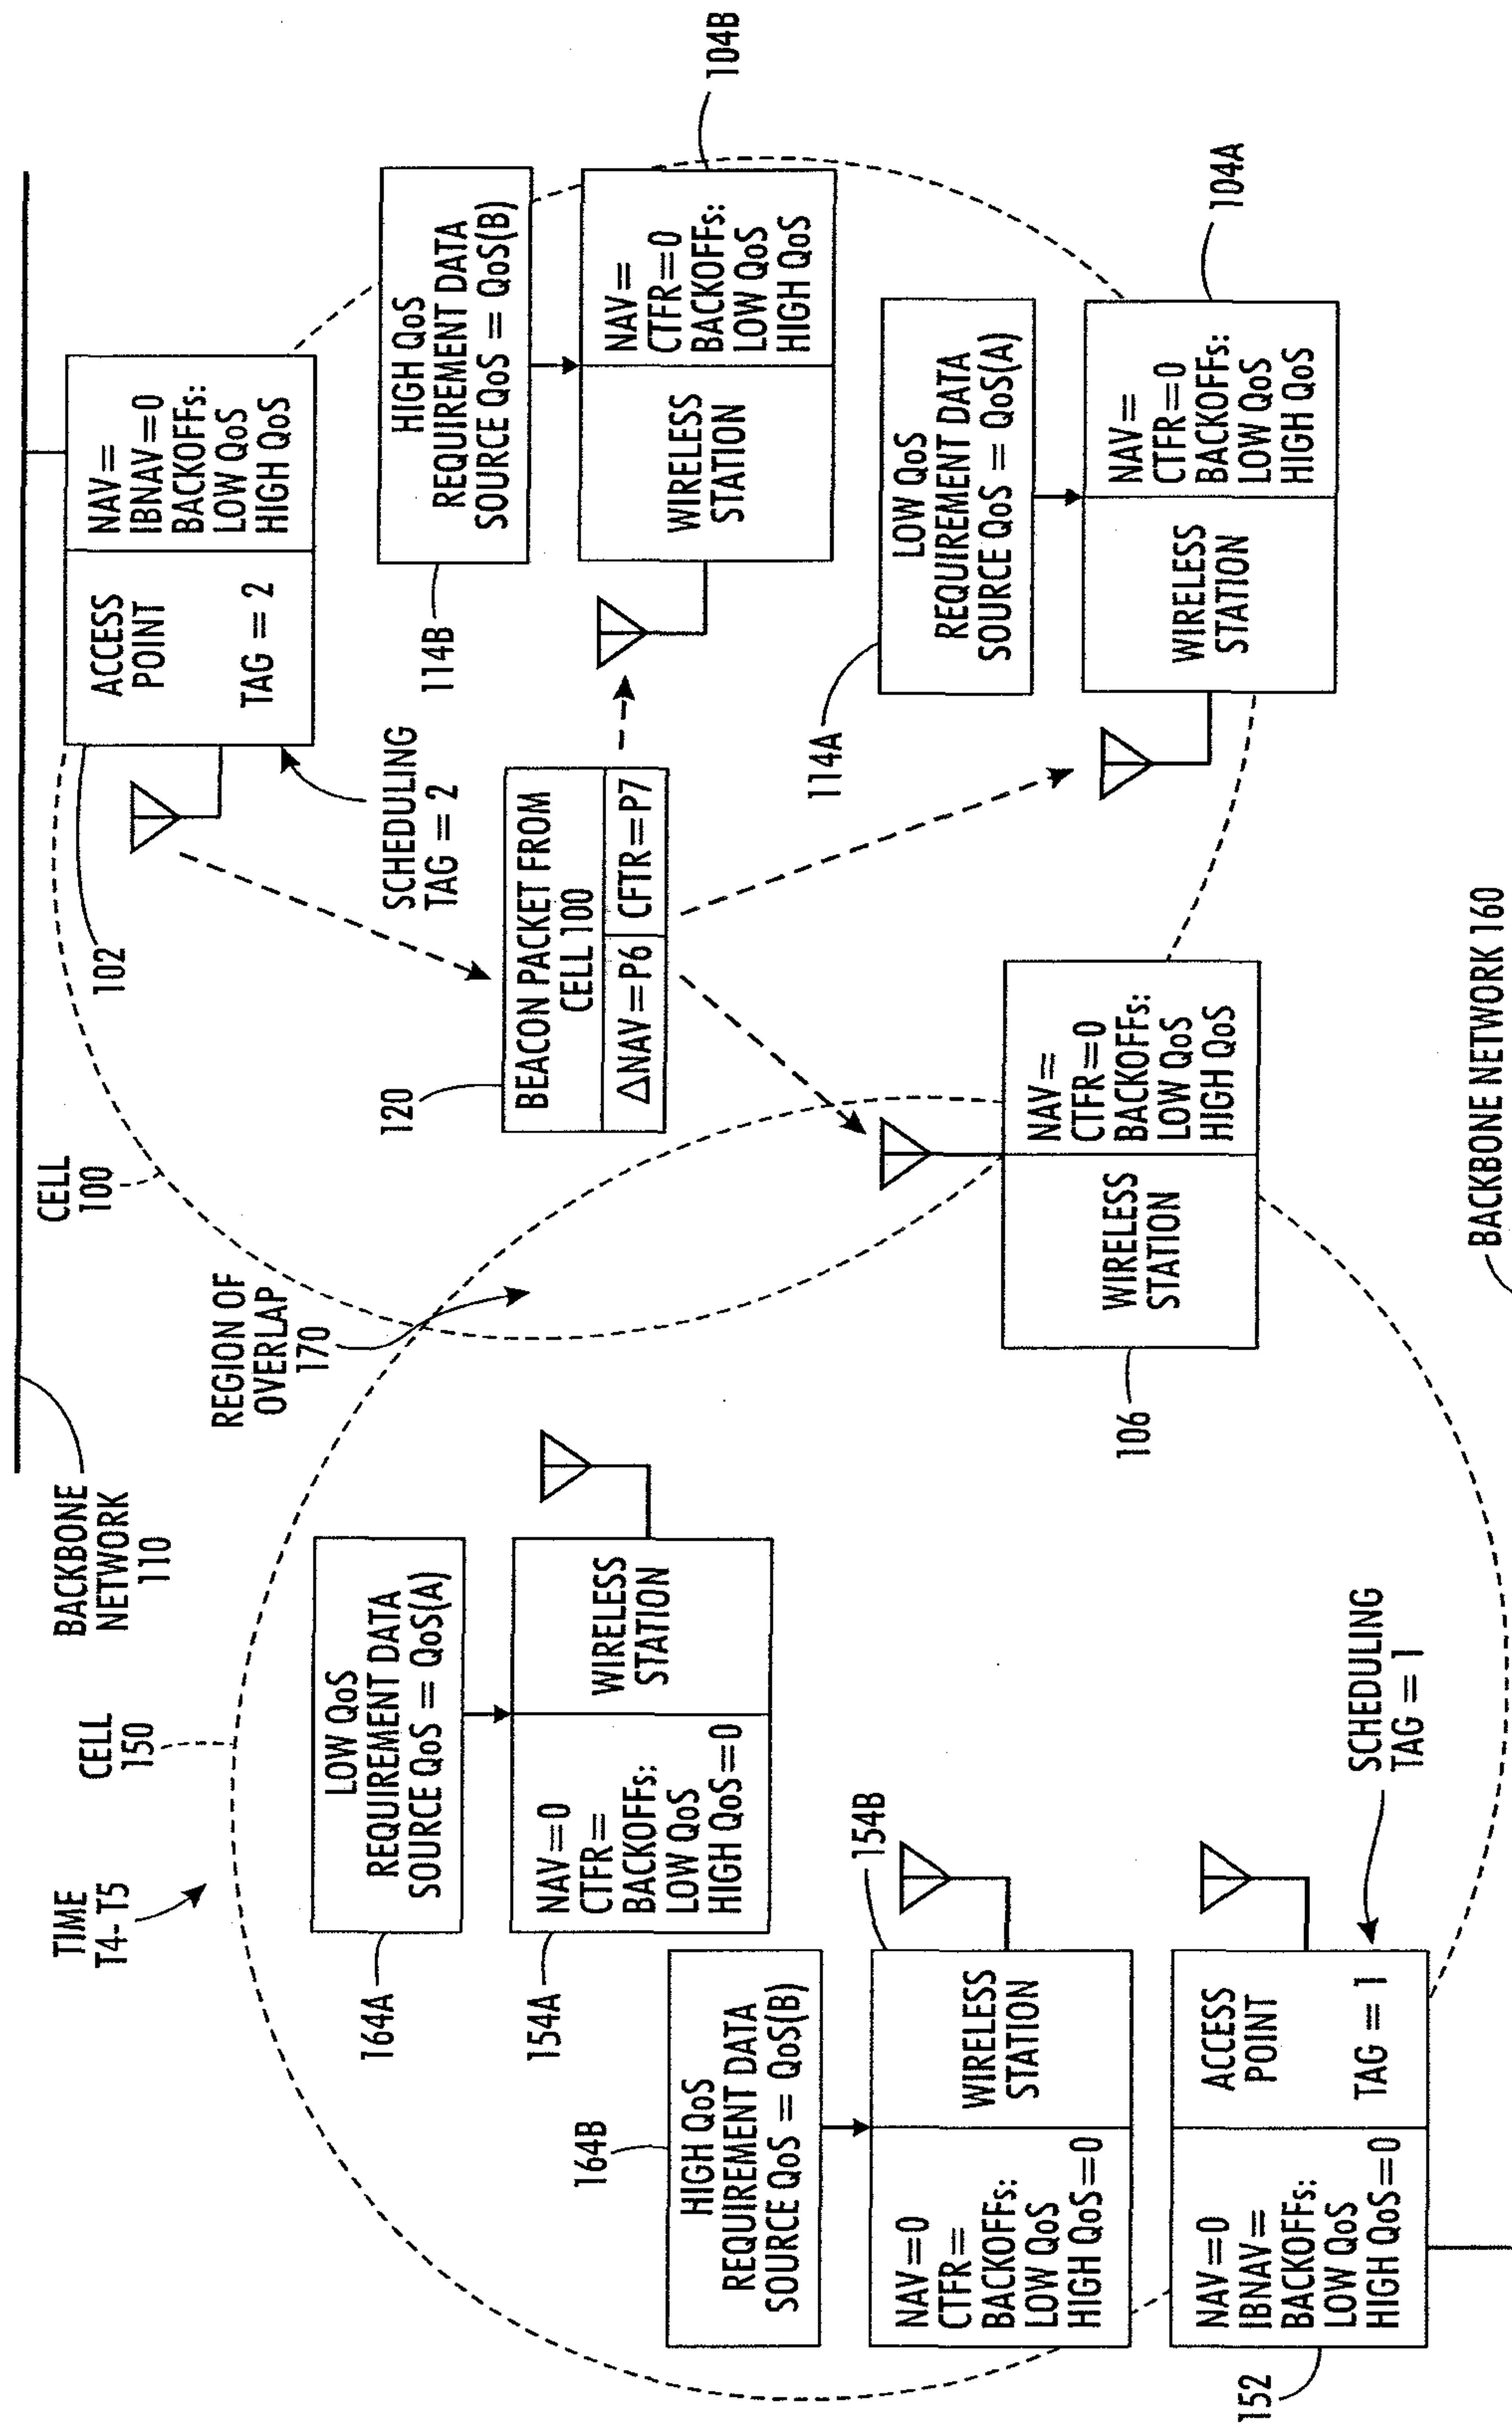 TIME
T4-T5
CELL
150
BACKBONE
NETWORK
110
REGION OF
OVERLAP
170
CELL
100
102
ACCESS
POINT
TAG = 2
NAV=
IBNAV=0
BACKOFFs:
LOW QoS
HIGH QoS
SCHEDULING
TAG = 2
164A
LOW QoS
REQUIREMENT DATA
SOURCE QoS = QoS(A)
154A
NAV=0
CTFR=
BACKOFFs:
LOW QoS
HIGH QoS=0
WIRELESS
STATION
120
BEACON PACKET FROM
CELL 100
ΔNAV=P6
CFTR=P7
114B
HIGH QoS
REQUIREMENT DATA
SOURCE QoS = QoS(B)
WIRELESS
STATION
NAV=
CTFR=0
BACKOFFs:
LOW QoS
HIGH QoS
104B
164B
HIGH QoS
REQUIREMENT DATA
SOURCE QoS = QoS(B)
154B
NAV=0
CTFR=
BACKOFFs:
LOW QoS
HIGH QoS=0
WIRELESS
STATION
114A
LOW QoS
REQUIREMENT DATA
SOURCE QoS = QoS(A)
WIRELESS
STATION
NAV=
CTFR=0
BACKOFFs:
LOW QoS
HIGH QoS
104A
106
WIRELESS
STATION
NAV=
CTFR=0
BACKOFFs:
LOW QoS
HIGH QoS
152
NAV=0
IBNAV=
BACKOFFs:
LOW QoS
HIGH QoS=0
ACCESS
POINT
TAG = 1
SCHEDULING
TAG = 1
BACKBONE NETWORK 160